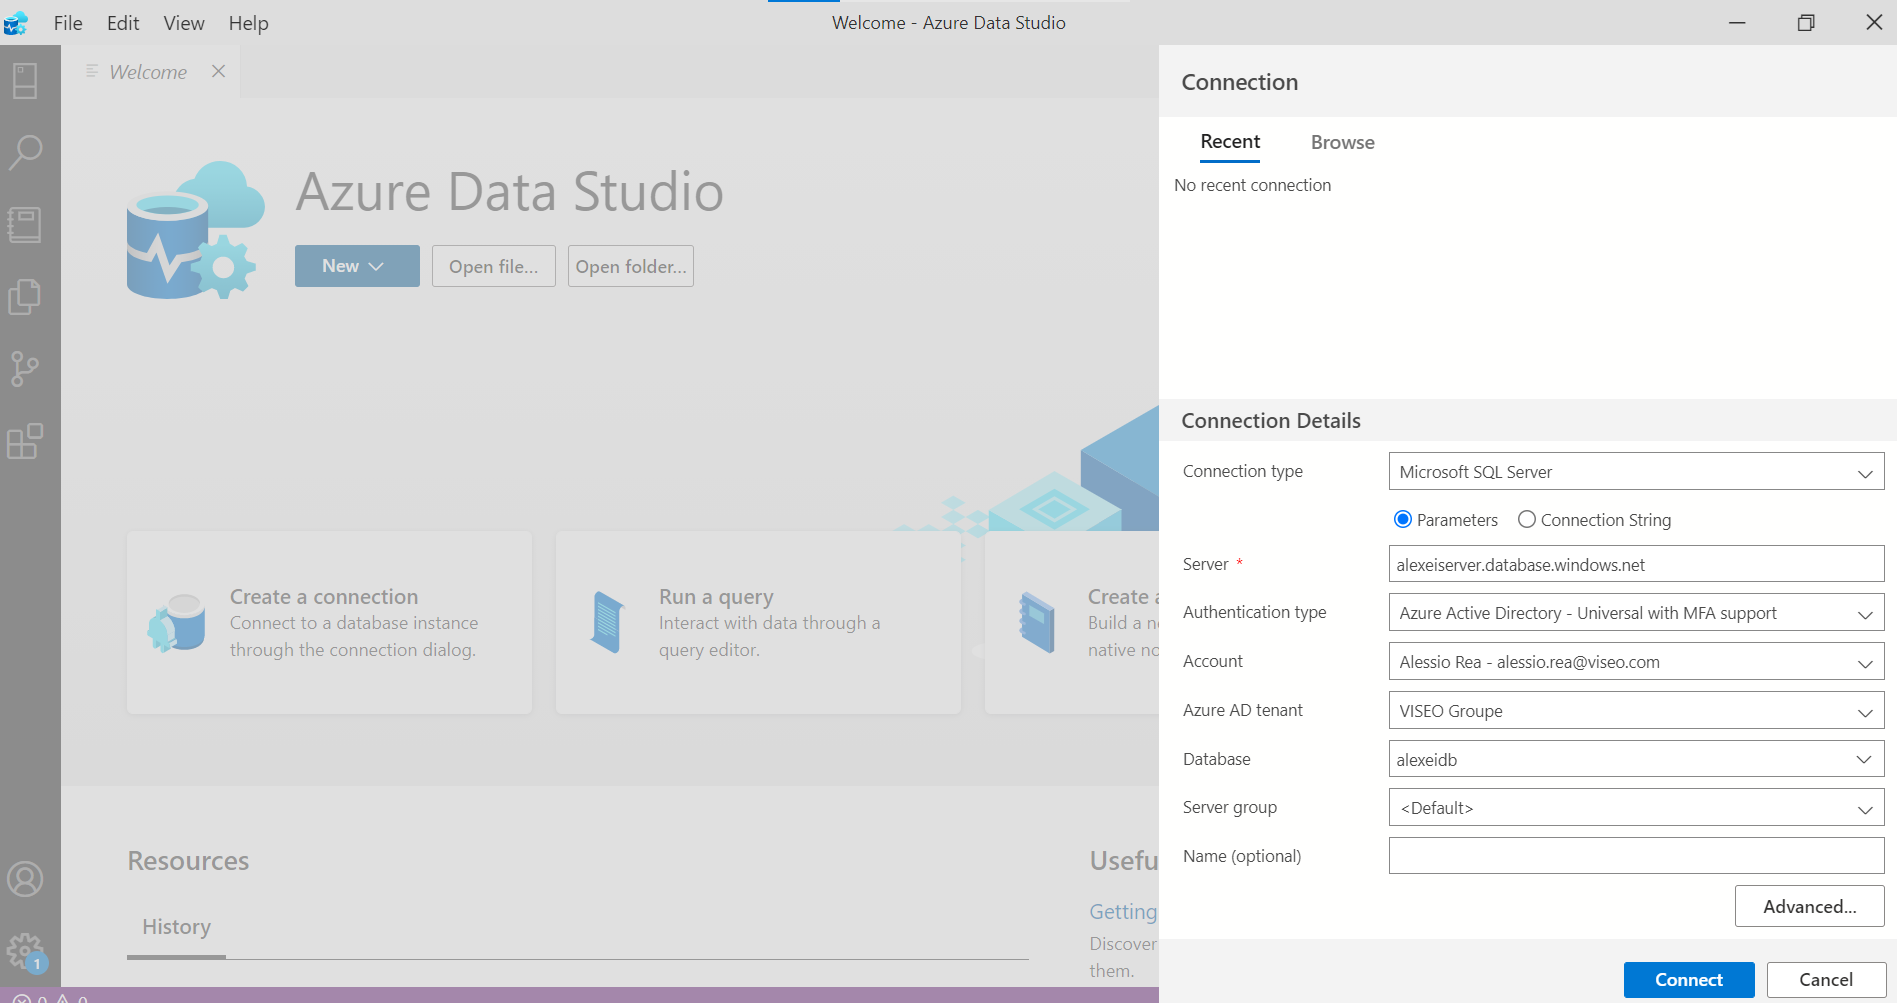 File Edit View Help
Welcome - Azure Data Studio
Welcome
Azure Data Studio
New
Open file...
Open folder...
Create a connection
Connect to a database instance
through the connection dialog.
Run a query
Interact with data through a
query editor.
Create a
Build a
native
Resources
History
Getting
Discover
them.
1
0 0
Connection
Recent Browse
No recent connection
Connection Details
Connection type Microsoft SQL Server
Parameters Connection String
Server * alexeiserver.database.windows.net
Authentication type Azure Active Directory - Universal with MFA support
Account Alessio Rea - alessio.rea@viseo.com
Azure AD tenant VISEO Groupe
Database alexeidb
Server group <Default>
Name (optional)
Advanced...
Connect Cancel